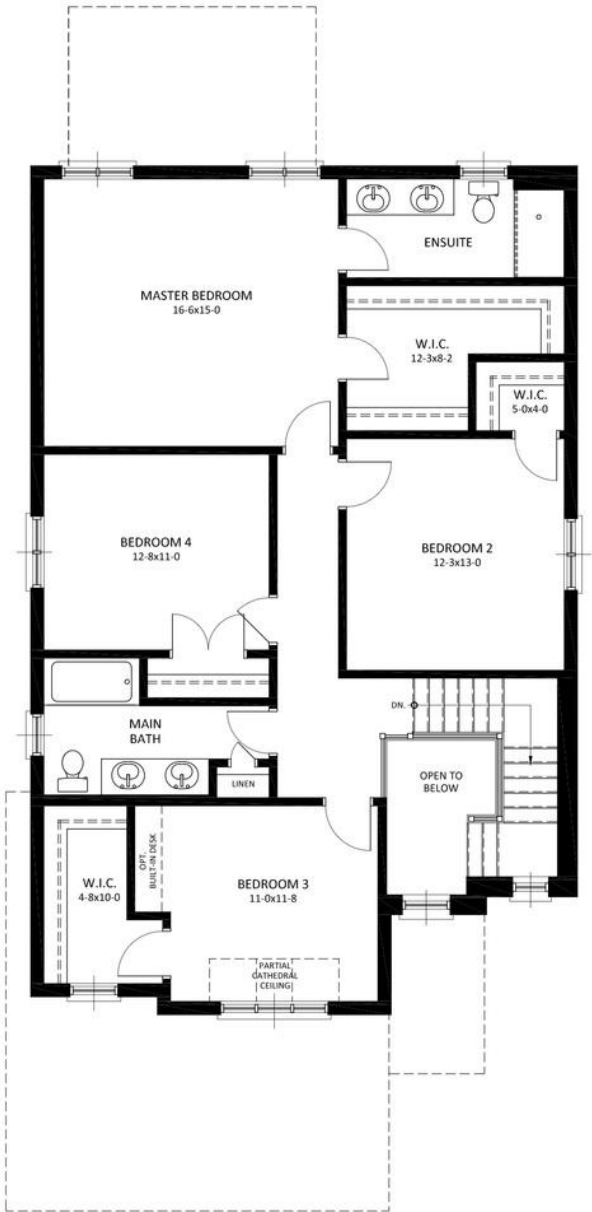 ENSUITE
MASTER BEDROOM
16-6x15-0
W.I.C.
12-3x8-2
W.I.C.
5-0x4-0
BEDROOM 4
12-8x11-0
BEDROOM 2
12-3x13-0
DN.
MAIN
BATH
OPEN TO
BELOW
LINEN
OPT.
BUILT-IN DESK
W.I.C.
4-8x10-0
BEDROOM 3
11-0x11-8
PARTIAL
CATHEDRAL
CEILING